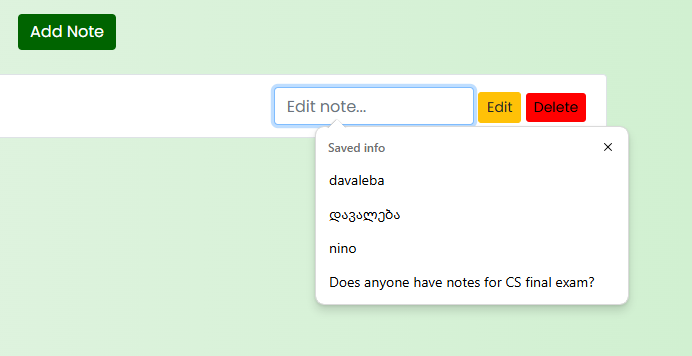 Add Note
Edit note... Edit Delete
Saved info
davaleba
დავალება
nino
Does anyone have notes for CS final exam?